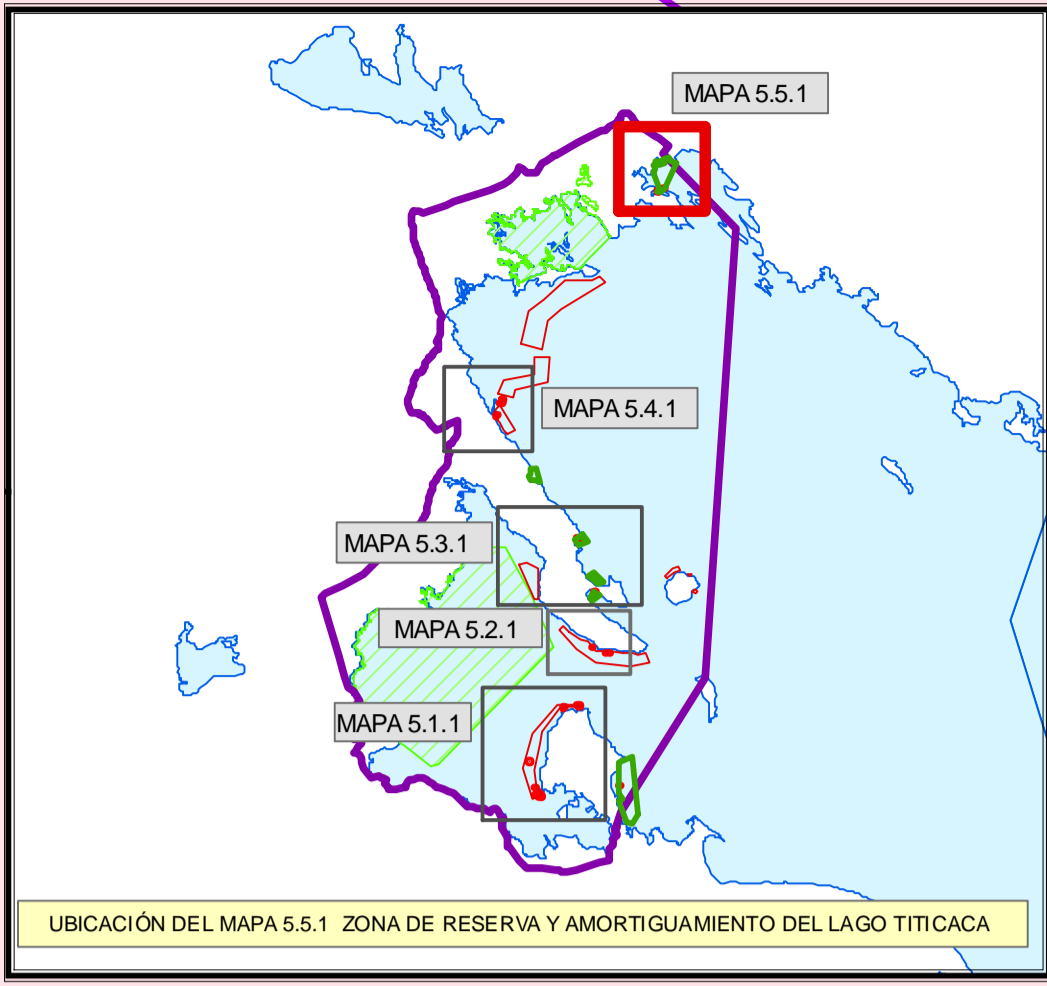 MAPA 5.5.1
MAPA 5.4.1
MAPA 5.3.1
MAPA 5.2.1
MAPA 5.1.1
UBICACIÓN DEL MAPA 5.5.1 ZONA DE RESERVA Y AMORTIGUAMIENTO DEL LAGO TITICACA